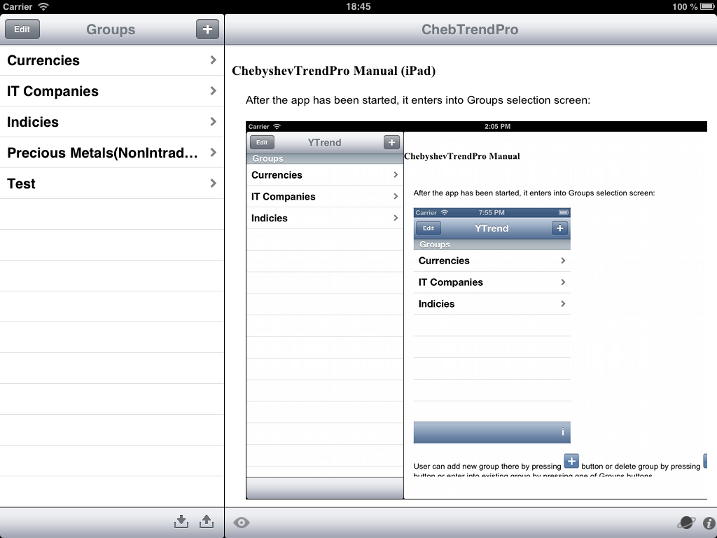 Carrier 18:45 100 %
Edit Groups +
ChebTrendPro
Currencies
IT Companies
Indicies
Precious Metals(NonIntrad...
Test
ChebyshevTrendPro Manual (iPad)
After the app has been started, it enters into Groups selection screen:
Carrier 2:05 PM
Edit YTrend +
Groups
Currencies
IT Companies
Indicies
ChebyshevTrendPro Manual
After the app has been started, it enters into Groups selection screen:
Carrier 7:55 PM
Edit YTrend +
Groups
Currencies
IT Companies
Indicies
i
User can add new group there by pressing + button or delete group by pressing
button or enter into existing group by pressing one of Groups buttons
i